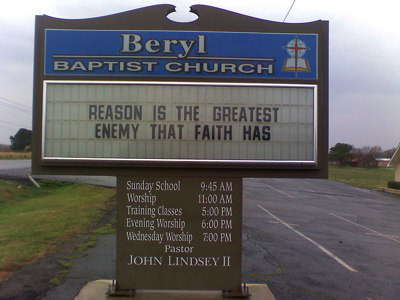 Beryl
BAPTIST CHURCH
REASON IS THE GREATEST
ENEMY THAT FAITH HAS
Sunday School 9:45 AM
Worship 11:00 AM
Training Classes 5:00 PM
Evening Worship 6:00 PM
Wednesday Worship 7:00 PM
Pastor
JOHN LINDSEY II